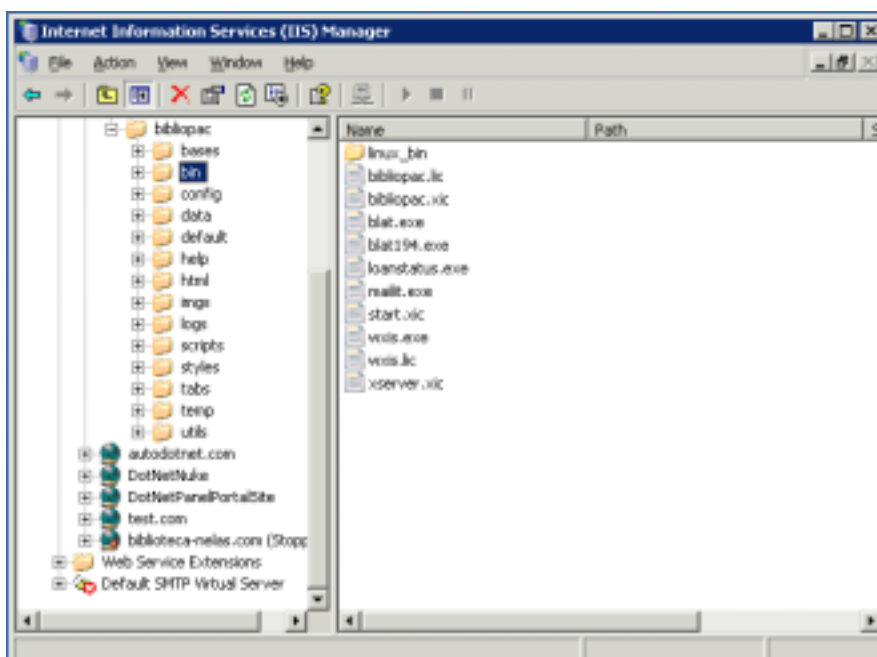 Internet Information Services (IIS) Manager
File Action View Window Help
bibliopac
bases
bin
config
data
default
help
html
imgs
logs
scripts
styles
tabs
temp
utils
autodotnet.com
DotNetNuke
DotNetPanelPortalSite
test.com
biblioteca-nelas.com (Stopp
Web Service Extensions
Default SMTP Virtual Server
Name Path S
linux_bin
bibliopac.lic
bibliopac.xic
blat.exe
blat194.exe
loanstatus.exe
mailit.exe
start.xic
wxis.exe
wxis.lic
xserver.xic